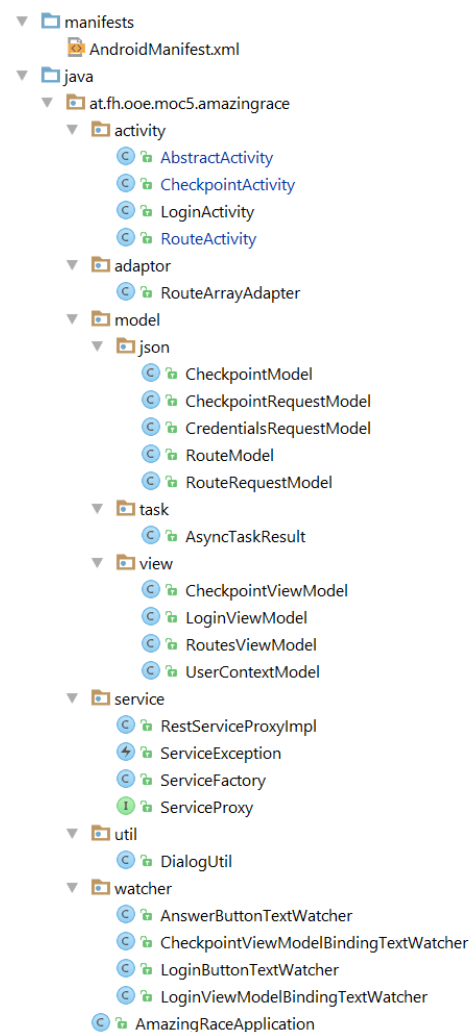 manifests
AndroidManifest.xml
java
at.fh.ooe.moc5.amazingrace
activity
AbstractActivity
CheckpointActivity
LoginActivity
RouteActivity
adaptor
RouteArrayAdapter
model
json
CheckpointModel
CheckpointRequestModel
CredentialsRequestModel
RouteModel
RouteRequestModel
task
AsyncTaskResult
view
CheckpointViewModel
LoginViewModel
RoutesViewModel
UserContextModel
service
RestServiceProxyImpl
ServiceException
ServiceFactory
ServiceProxy
util
DialogUtil
watcher
AnswerButtonTextWatcher
CheckpointViewModelBindingTextWatcher
LoginButtonTextWatcher
LoginViewModelBindingTextWatcher
AmazingRaceApplication